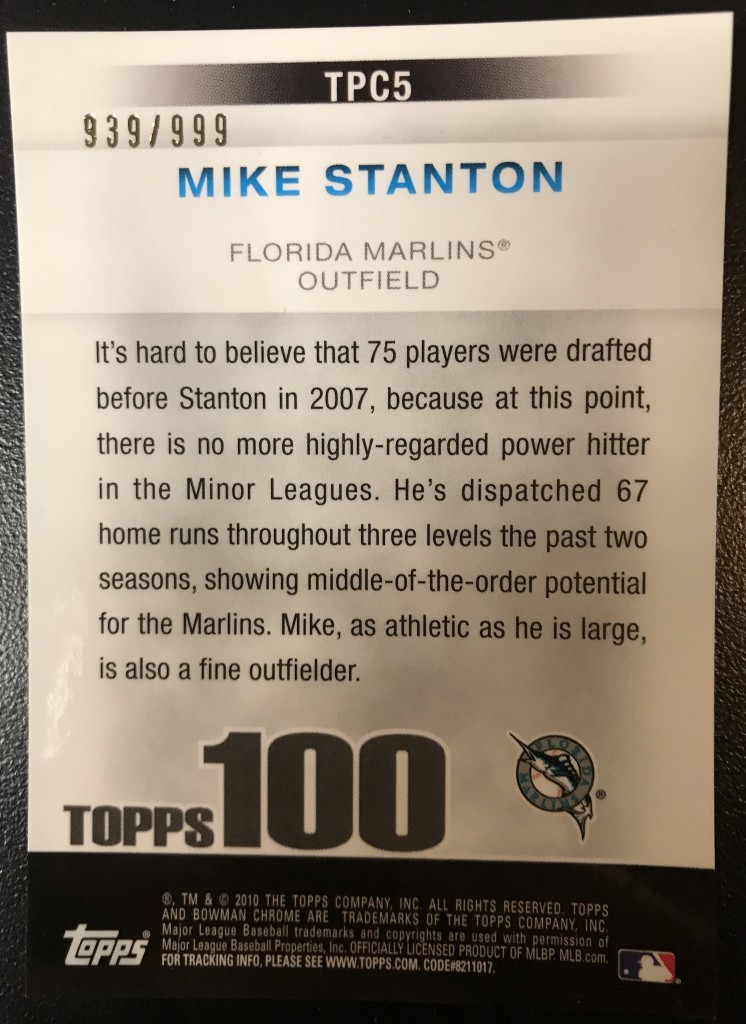 TPC5
939/999
MIKE STANTON
FLORIDA MARLINS®
OUTFIELD
It's hard to believe that 75 players were drafted
before Stanton in 2007, because at this point,
there is no more highly-regarded power hitter
in the Minor Leagues. He's dispatched 67
home runs throughout three levels the past two
seasons, showing middle-of-the-order potential
for the Marlins. Mike, as athletic as he is large,
is also a fine outfielder.
TOPPS 100
FLORIDA MARLINS ®
®, TM & © 2010 THE TOPPS COMPANY, INC. ALL RIGHTS RESERVED. TOPPS
AND BOWMAN CHROME ARE TRADEMARKS OF THE TOPPS COMPANY, INC.
Major League Baseball trademarks and copyrights are used with permission of
Major League Baseball Properties, Inc. OFFICIALLY LICENSED PRODUCT OF MLBP. MLB.com.
FOR TRACKING INFO, PLEASE SEE WWW.TOPPS.COM. CODE#8211017.
topps®